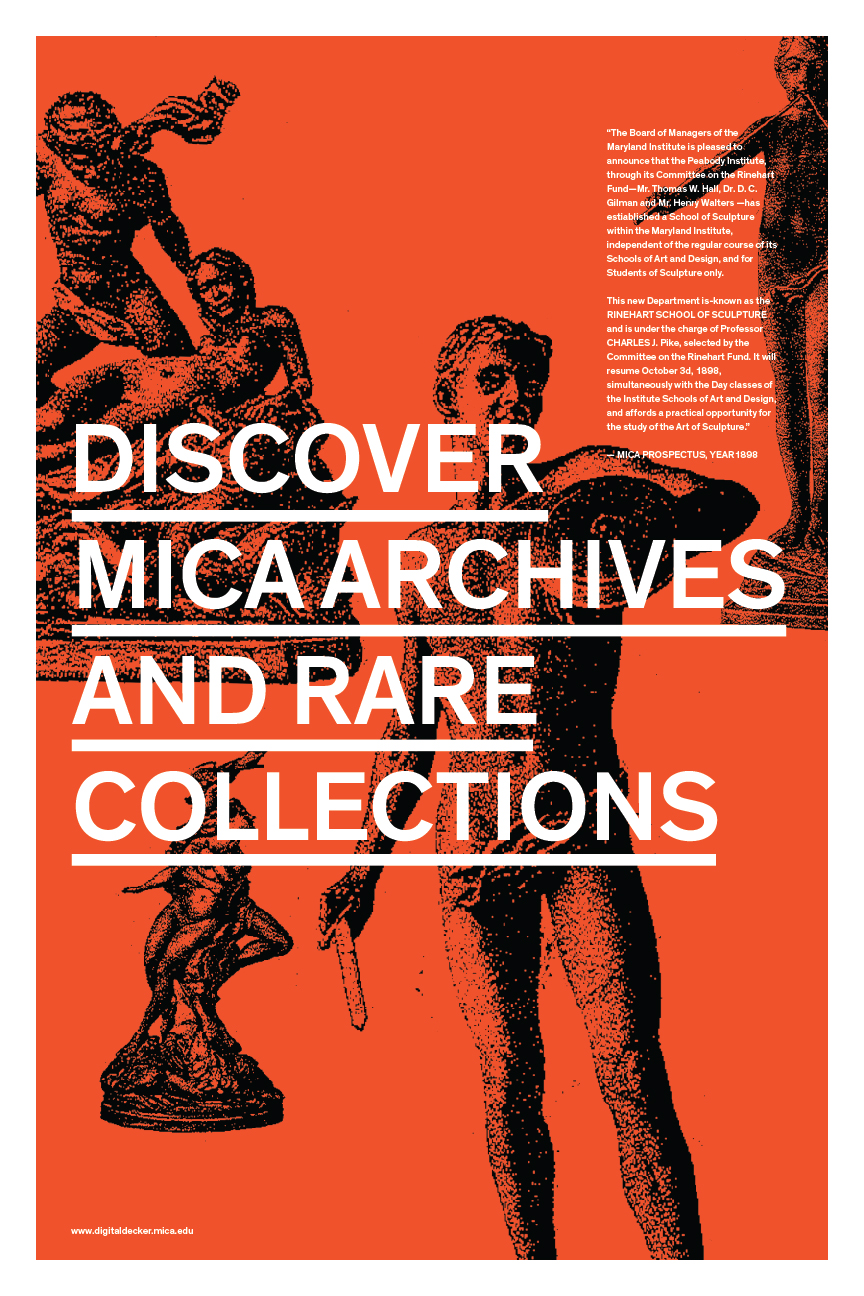 "The Board of Managers of the
Maryland Institute is pleased to
announce that the Peabody Institute,
through its Committee on the Rinehart
Fund—Mr. Thomas W. Hall, Dr. D. C.
Gilman and Mr. Henry Walters —has
estiablished a School of Sculpture
within the Maryland Institute,
independent of the regular course of its
Schools of Art and Design, and for
Students of Sculpture only.
This new Department is-known as the
RINEHART SCHOOL OF SCULPTURE
and is under the charge of Professor
CHARLES J. Pike, selected by the
Committee on the Rinehart Fund. It will
resume October 3d, 1898,
simultaneously with the Day classes of
the Institute Schools of Art and Design,
and affords a practical opportunity for
the study of the Art of Sculpture."
— MICA PROSPECTUS, YEAR 1898
DISCOVER
MICA ARCHIVES
AND RARE
COLLECTIONS
www.digitaldecker.mica.edu